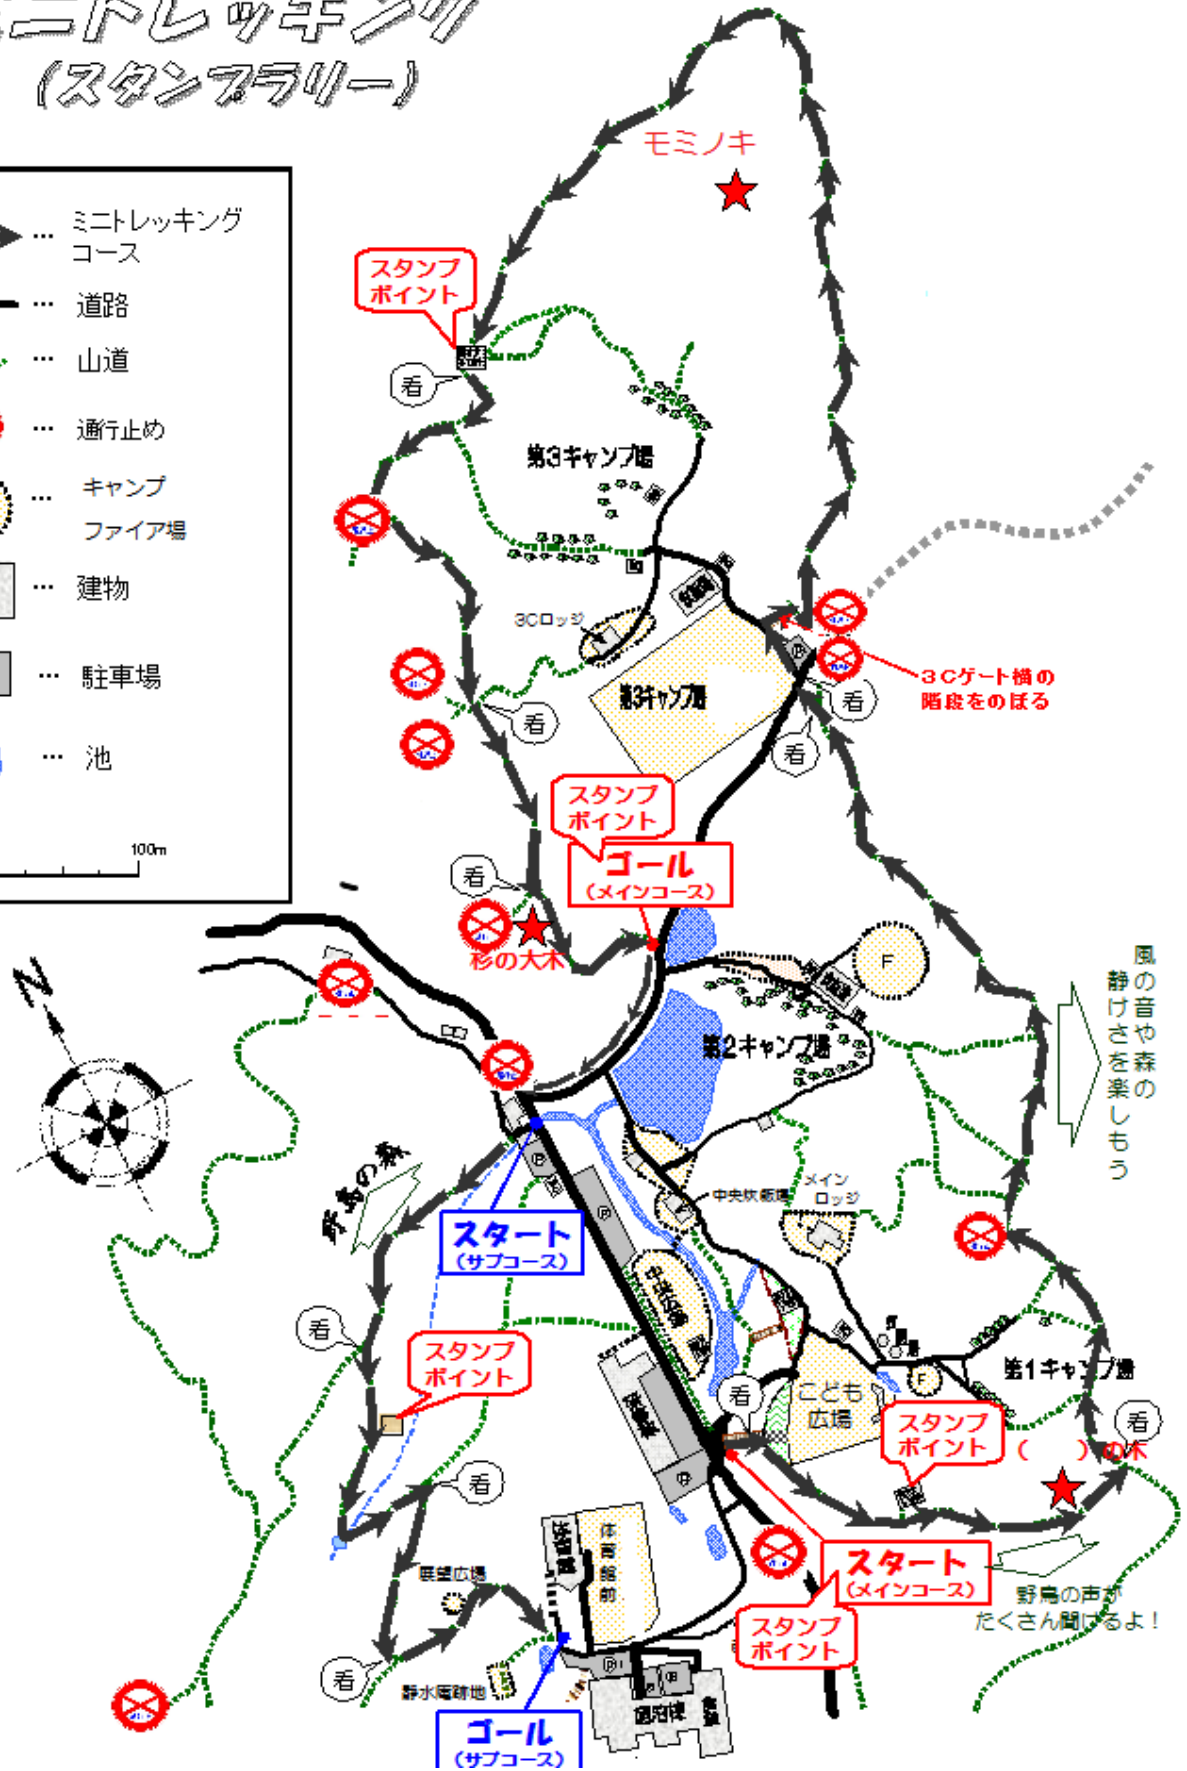 ミニトレッキング
(スタンプラリー)
… ミニトレッキング
コース
… 道路
… 山道
… 通行止め
… キャンプ
ファイア場
… 建物
… 駐車場
… 池
100m
N
モミノキ
スタンプ
ポイント
看
第3キャンプ場
3Cロッジ
第3キャンプ場
P
看
看
看
3Cゲート横の
階段をのぼる
スタンプ
ポイント
ゴール
(メインコース)
看
杉の大木
F
第2キャンプ場
風の音や森の
静けさを楽しもう
野鳥の森
P
スタート
(サブコース)
P
中央炊飯場
メイン
ロッジ
看
スタンプ
ポイント
看
こども
広場
F
第1キャンプ場
看
スタンプ
ポイント
( )の木
看
P
体育館前
展望広場
スタート
(メインコース)
スタンプ
ポイント
野鳥の声が
たくさん聞けるよ!
看
静水庵跡地
P
宿泊棟
ゴール
(サブコース)